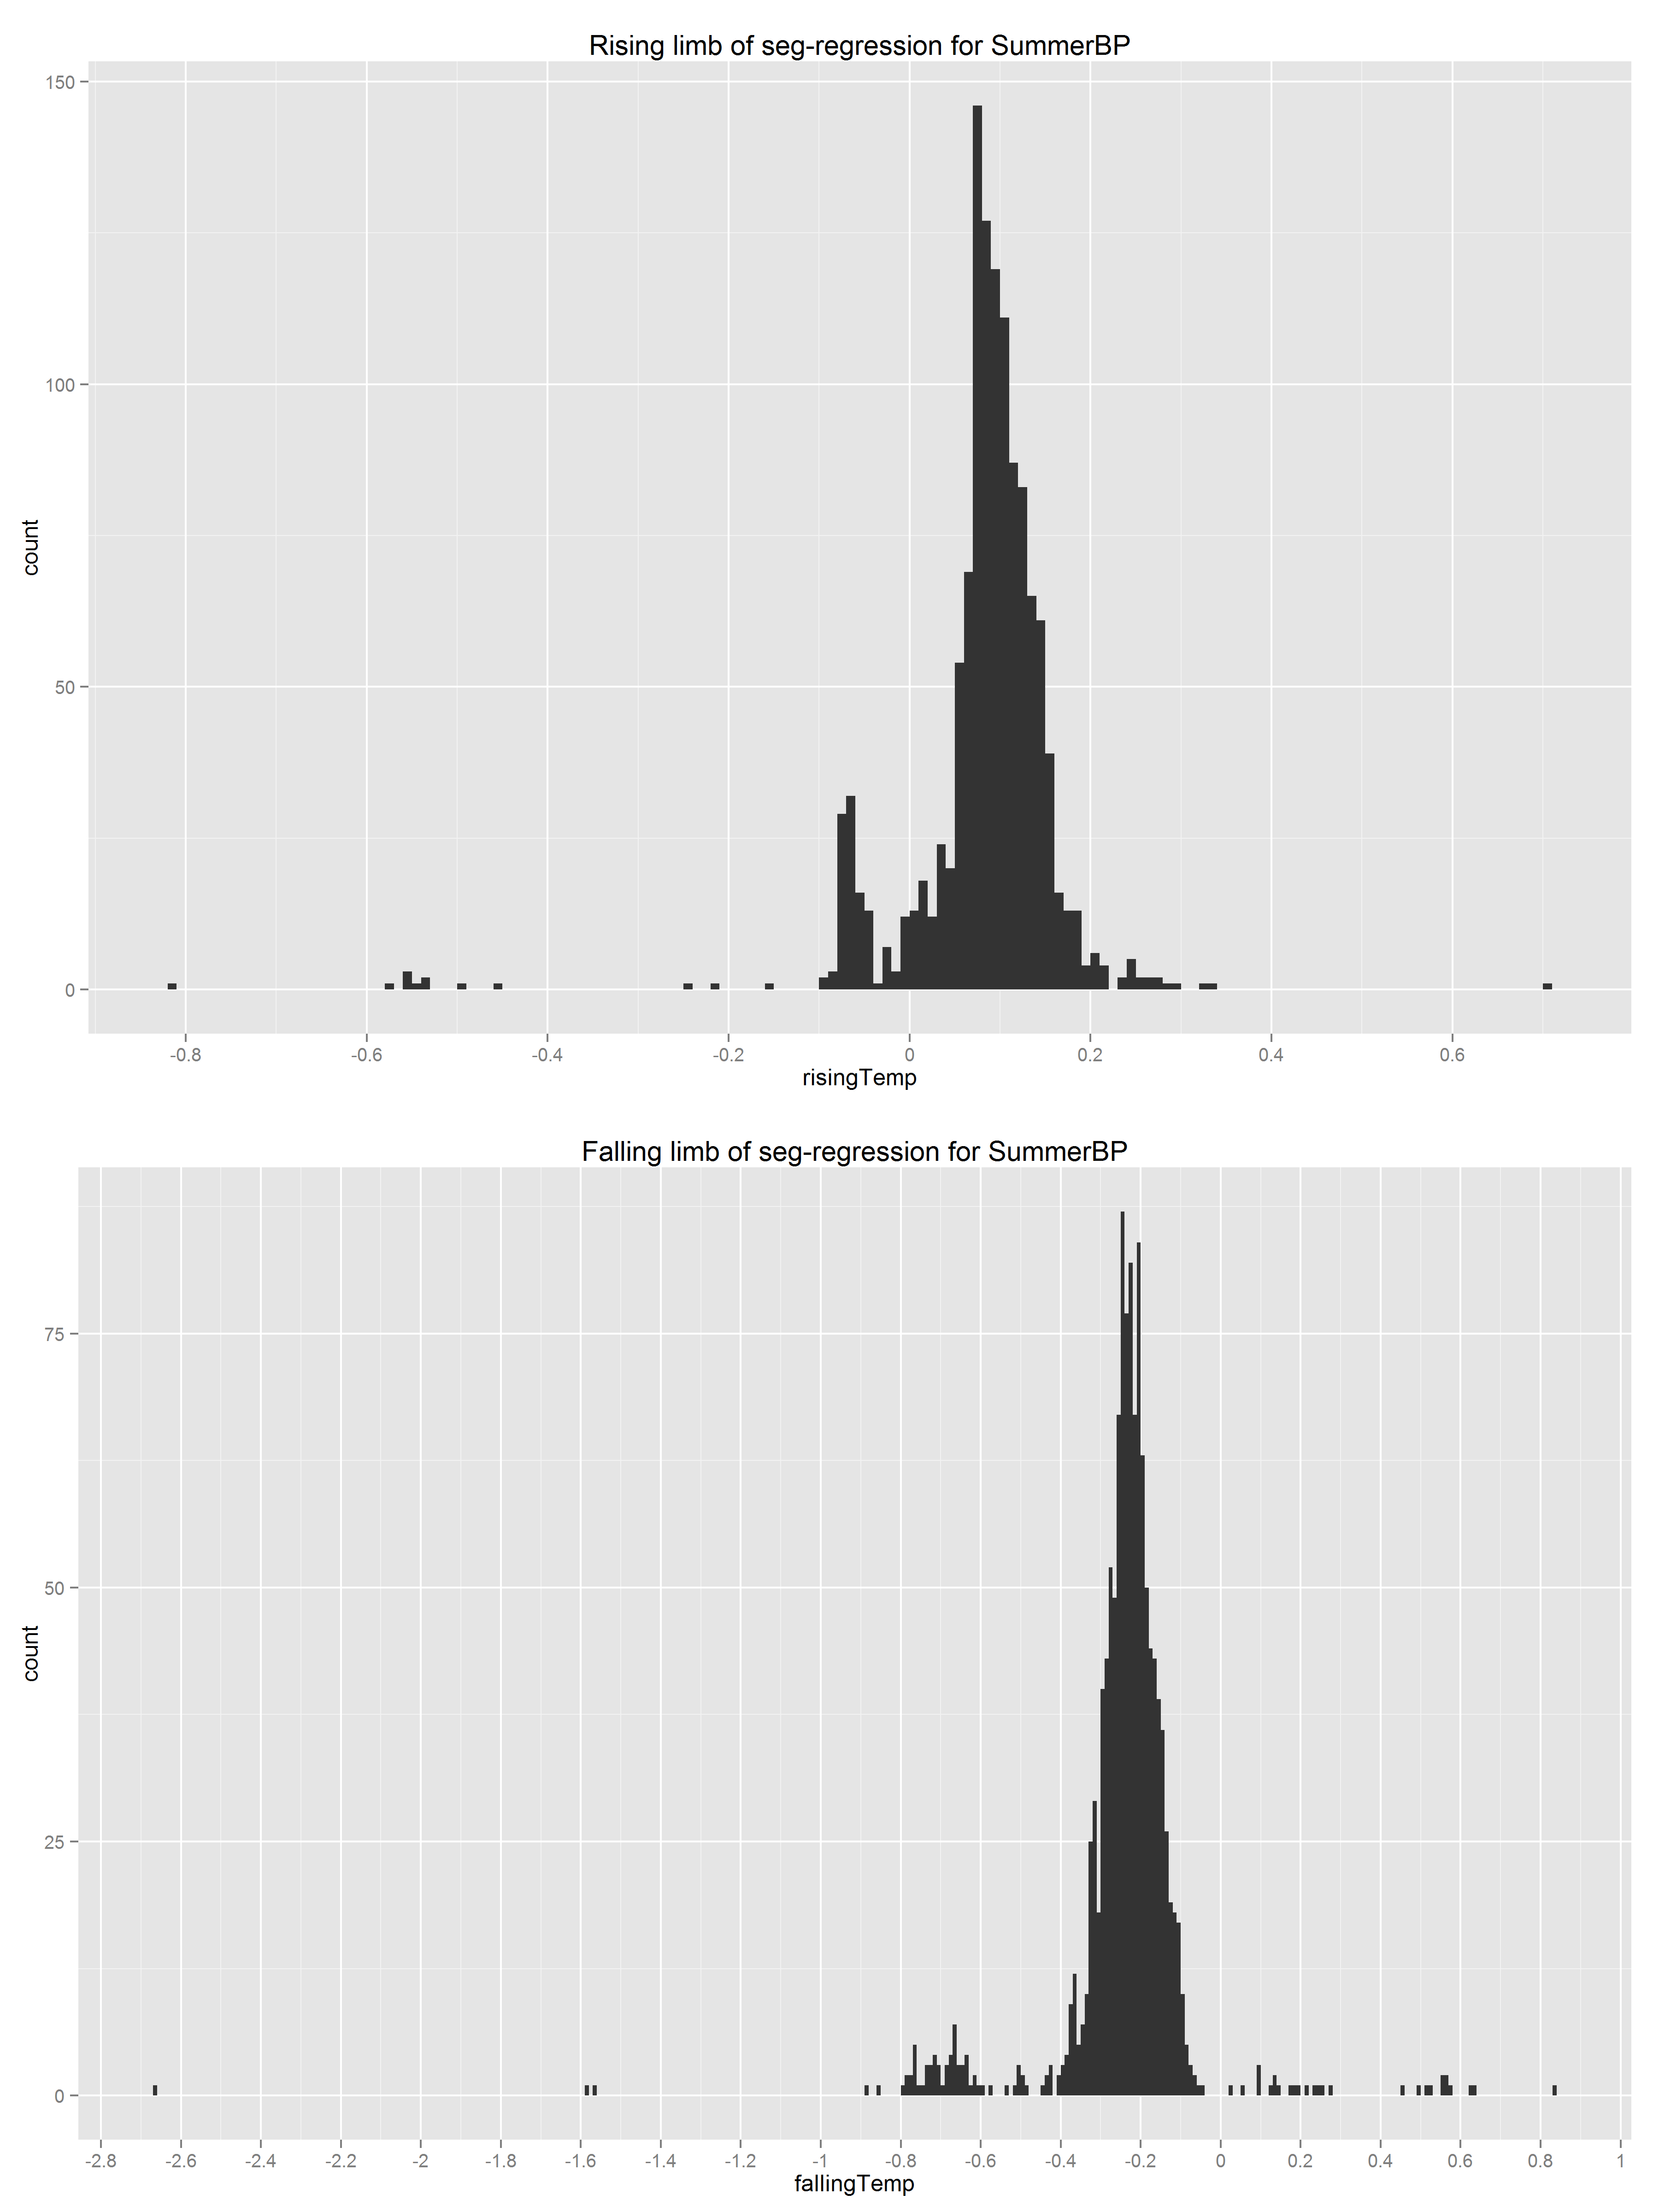 Rising limb of seg-regression for SummerBP
150
100
50
0
count
-0.8 -0.6 -0.4 -0.2 0 0.2 0.4 0.6
risingTemp
Falling limb of seg-regression for SummerBP
75
50
25
0
count
-2.8 -2.6 -2.4 -2.2 -2 -1.8 -1.6 -1.4 -1.2 -1 -0.8 -0.6 -0.4 -0.2 0 0.2 0.4 0.6 0.8 1
fallingTemp